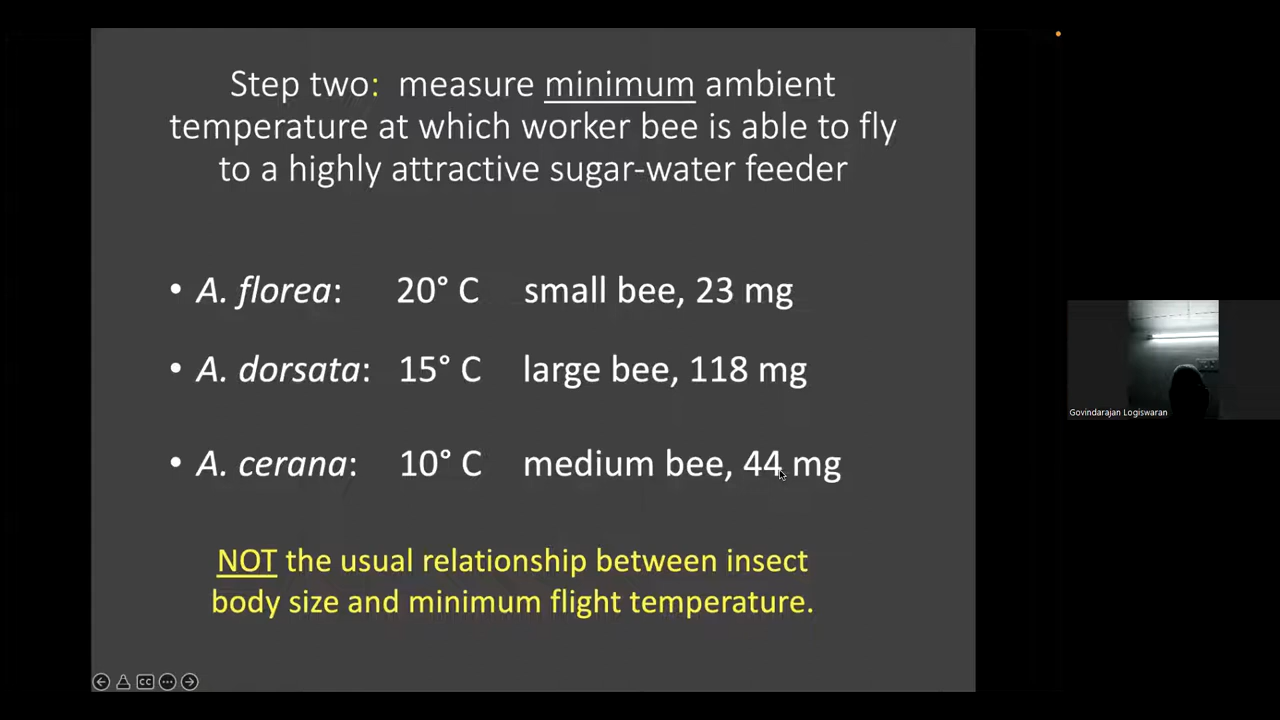 Step two: measure minimum ambient
temperature at which worker bee is able to fly
to a highly attractive sugar-water feeder
• A. florea: 20° C small bee, 23 mg
• A. dorsata: 15° C large bee, 118 mg
• A. cerana: 10° C medium bee, 44 mg
NOT the usual relationship between insect
body size and minimum flight temperature.
Govindarajan Logiswaran
CC